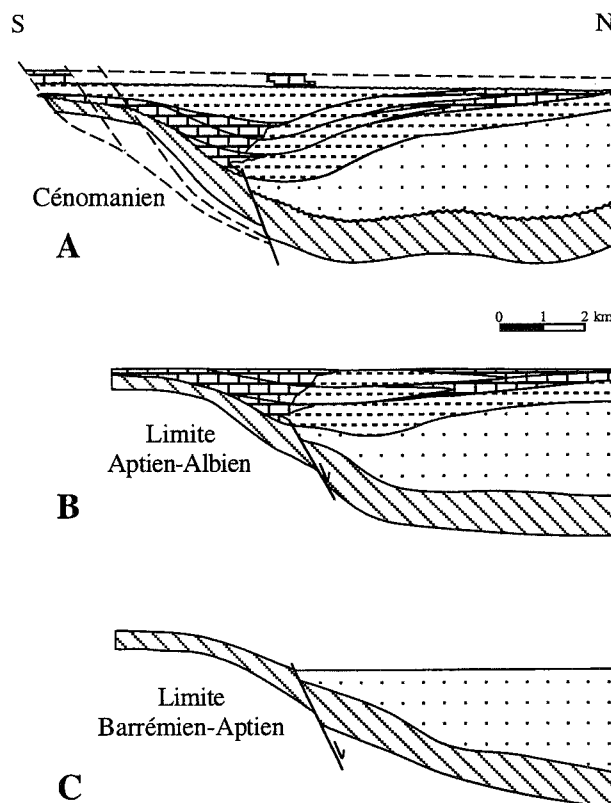 S
N
Cénomanien
A
0 1 2 km
Limite
Aptien-Albien
B
Limite
Barrémien-Aptien
C